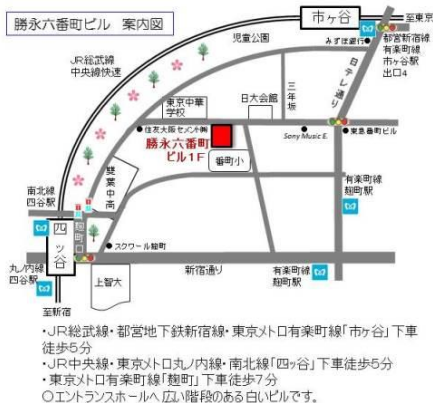 勝永六番町ビル 案内図
市ヶ谷
至東京
児童公園
みずほ銀行
都営新宿線
有楽町線
市ヶ谷駅
出口4
JR総武線
中央線快速
日テレ通り
三年坂
東京中華
学校
日大会館
住友大阪セメント㈱
Sony Music E.
東急番町ビル
勝永六番町
ビル1F
番町小
雙葉中高
有楽町線
麹町駅
南北線
四谷駅
麹町口
四ッ谷
スクワール麹町
丸ノ内線
四谷駅
上智大
新宿通り
有楽町線
麹町駅
至新宿
・JR総武線・都営地下鉄新宿線・東京メトロ有楽町線「市ヶ谷」下車
徒歩5分
・JR中央線・東京メトロ丸ノ内線・南北線「四ッ谷」下車徒歩5分
・東京メトロ有楽町線「麹町」下車徒歩7分
○エントランスホールへ広い階段のある白いビルです。